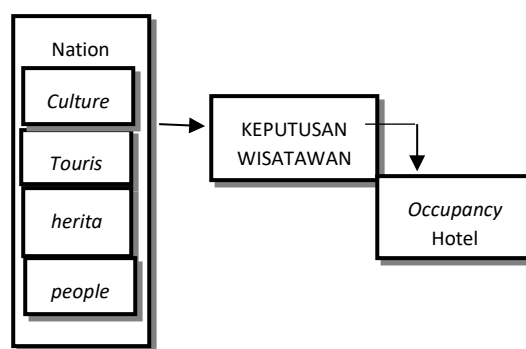 Nation
Culture
Touris
herita
people
KEPUTUSAN
WISATAWAN
Occupancy
Hotel